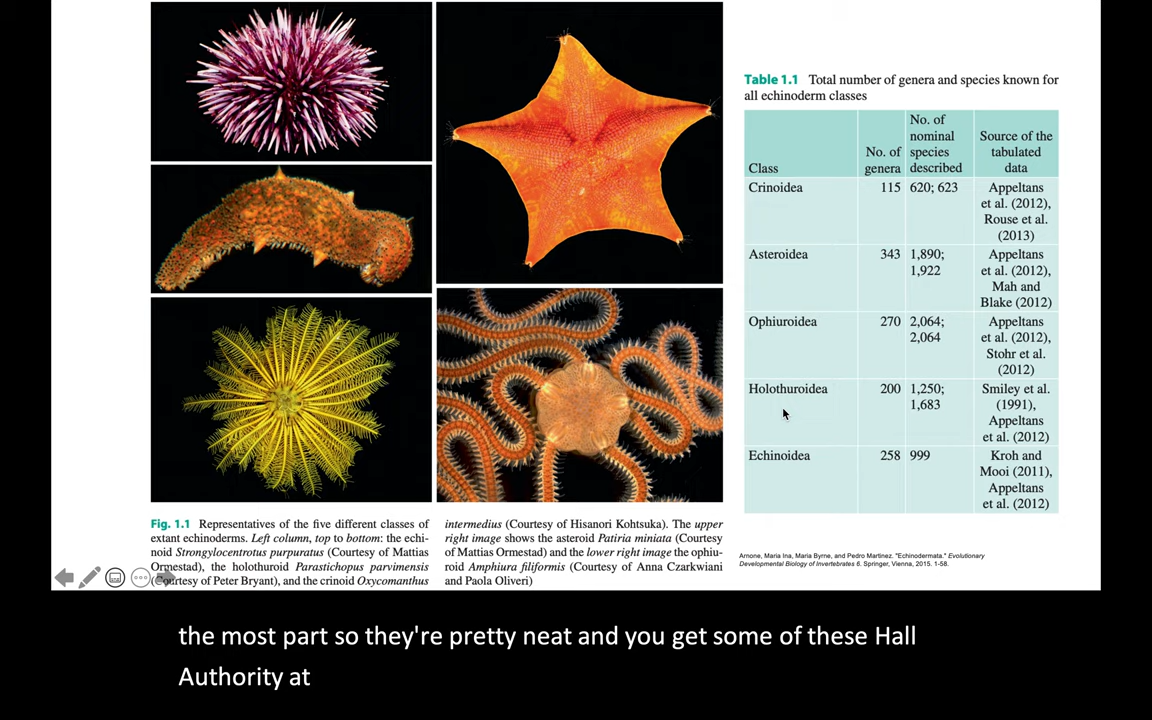 Table 1.1 Total number of genera and species known for
all echinoderm classes
Class
No. of
genera
No. of
nominal
species
described
Source of the
tabulated
data
Crinoidea
115
620; 623
Appeltans
et al. (2012),
Rouse et al.
(2013)
Asteroidea
343
1,890;
1,922
Appeltans
et al. (2012),
Mah and
Blake (2012)
Ophiuroidea
270
2,064;
2,064
Appeltans
et al. (2012),
Stohr et al.
(2012)
Holothuroidea
200
1,250;
1,683
Smiley et al.
(1991),
Appeltans
et al. (2012)
Echinoidea
258
999
Kroh and
Mooi (2011),
Appeltans
et al. (2012)
Fig. 1.1 Representatives of the five different classes of
extant echinoderms. Left column, top to bottom: the echi-
noid Strongylocentrotus purpuratus (Courtesy of Mattias
Ormestad), the holothuroid Parastichopus parvimensis
(Courtesy of Peter Bryant), and the crinoid Oxycomanthus
intermedius (Courtesy of Hisanori Kohtsuka). The upper
right image shows the asteroid Patiria miniata (Courtesy
of Mattias Ormestad) and the lower right image the ophiu-
roid Amphiura filiformis (Courtesy of Anna Czarkwiani
and Paola Oliveri)
Arnone, Maria Ina, Maria Byrne, and Pedro Martinez. "Echinodermata." Evolutionary
Developmental Biology of Invertebrates 6. Springer, Vienna, 2015. 1-58.
the most part so they're pretty neat and you get some of these Hall
Authority at